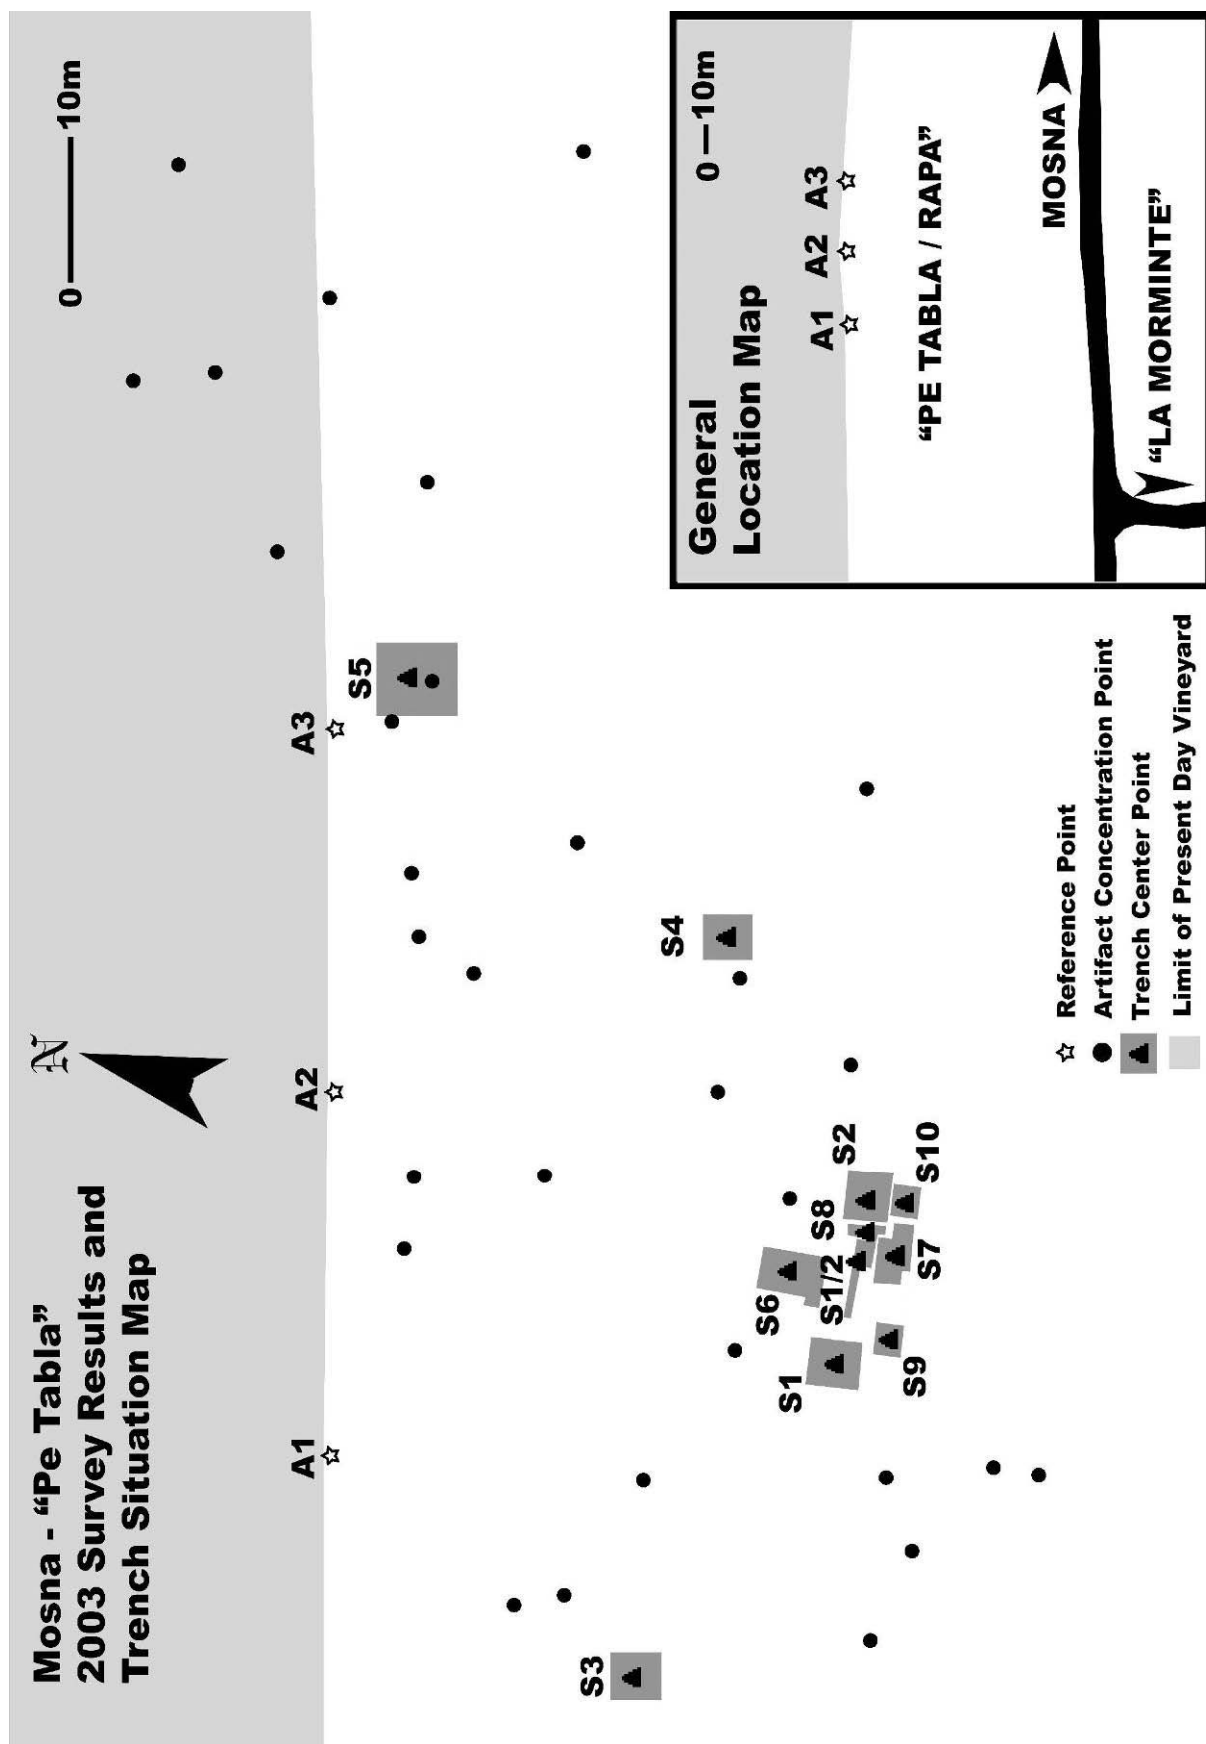 Mosna - “Pe Tabla”
2003 Survey Results and
Trench Situation Map
N
0
10m
A1
A2
A3
S5
S4
S3
S6
S1/2
S8
S2
S1
S9
S7
S10
Reference Point
Artifact Concentration Point
Trench Center Point
Limit of Present Day Vineyard
General
Location Map
0
10m
A1
A2
A3
“PE TABLA / RAPA”
MOSNA
“LA MORMINTE”